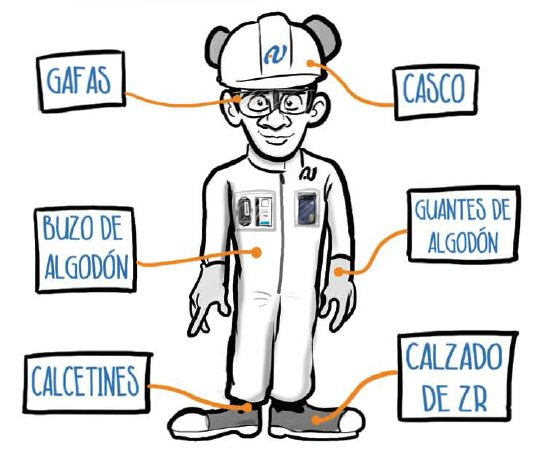 GAFAS
CASCO
BUZO DE
ALGODÓN
GUANTES DE
ALGODÓN
CALCETINES
CALZADO
DE ZR